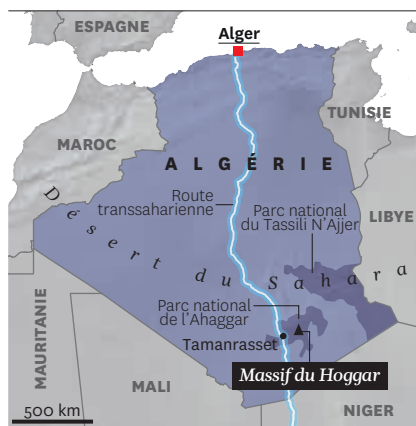 ESPAGNE
Alger
TUNISIE
MAROC
ALGÉRIE
Route
transsaharienne
Parc national
du Tassili N'Ajjer
LIBYE
Désert du Sahara
Parc national
de l'Ahaggar
Tamanrasset
MAURITANIE
Massif du Hoggar
MALI
500 km
NIGER